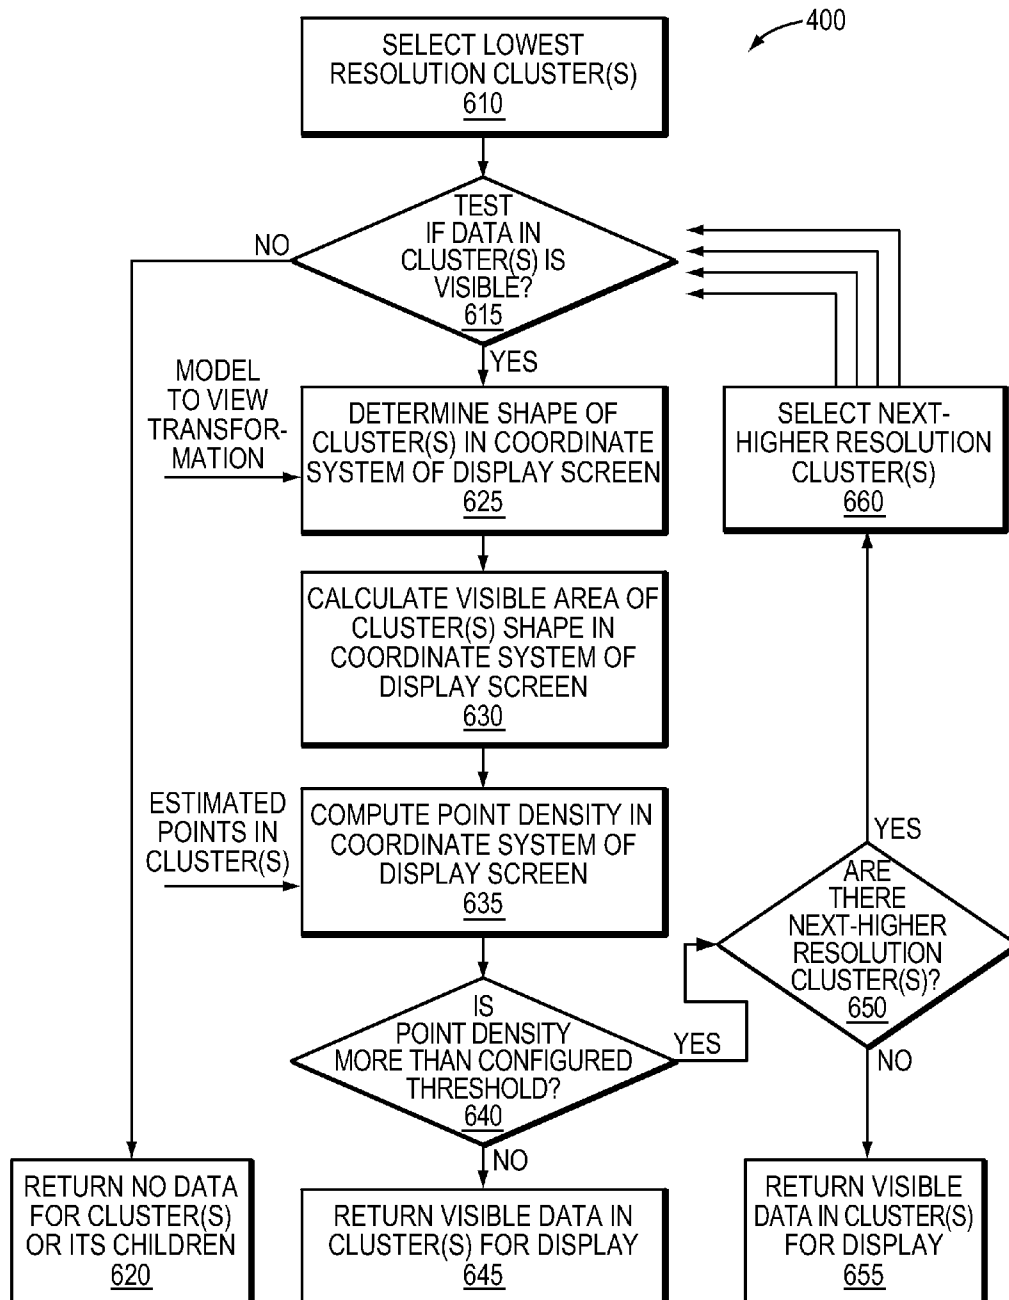 400
SELECT LOWEST
RESOLUTION CLUSTER(S)
610
TEST
IF DATA IN
CLUSTER(S) IS
VISIBLE?
615
NO
YES
MODEL
TO VIEW
TRANSFOR-
MATION
DETERMINE SHAPE OF
CLUSTER(S) IN COORDINATE
SYSTEM OF DISPLAY SCREEN
625
SELECT NEXT-
HIGHER RESOLUTION
CLUSTER(S)
660
CALCULATE VISIBLE AREA OF
CLUSTER(S) SHAPE IN
COORDINATE SYSTEM OF
DISPLAY SCREEN
630
ESTIMATED
POINTS IN
CLUSTER(S)
COMPUTE POINT DENSITY IN
COORDINATE SYSTEM OF
DISPLAY SCREEN
635
YES
ARE
THERE
NEXT-HIGHER
RESOLUTION
CLUSTER(S)?
650
NO
IS
POINT DENSITY
MORE THAN CONFIGURED
THRESHOLD?
640
YES
NO
RETURN NO DATA
FOR CLUSTER(S)
OR ITS CHILDREN
620
RETURN VISIBLE DATA IN
CLUSTER(S) FOR DISPLAY
645
RETURN VISIBLE
DATA IN CLUSTER(S)
FOR DISPLAY
655